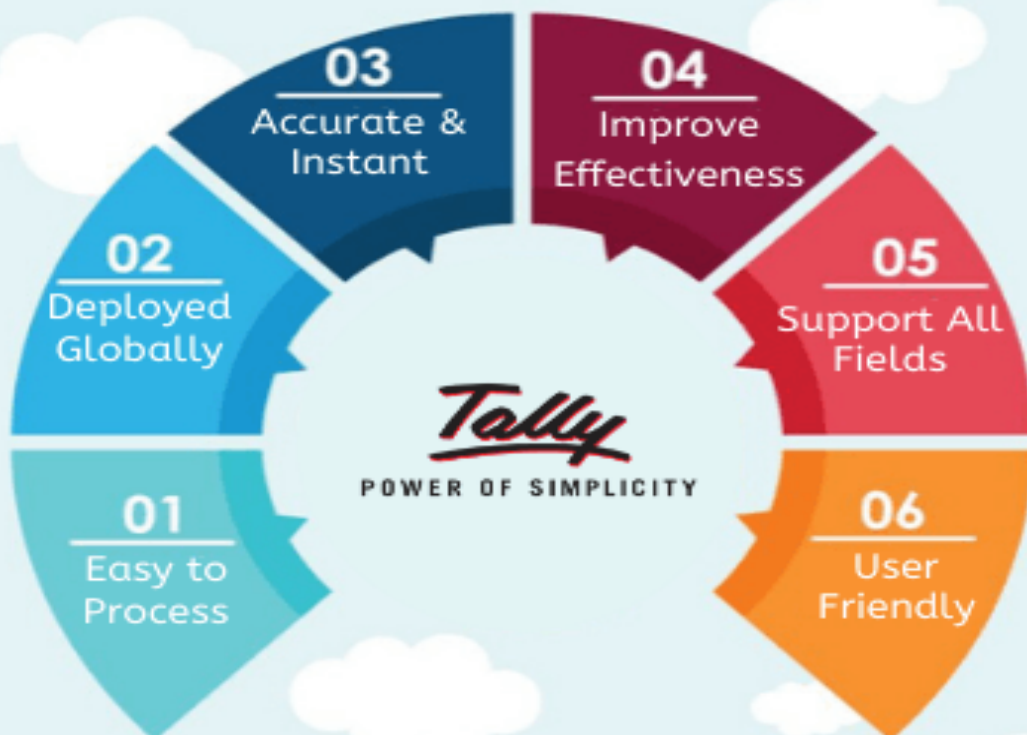 01
Easy to
Process
02
Deployed
Globally
03
Accurate &
Instant
04
Improve
Effectiveness
05
Support All
Fields
06
User
Friendly
Tally
POWER OF SIMPLICITY